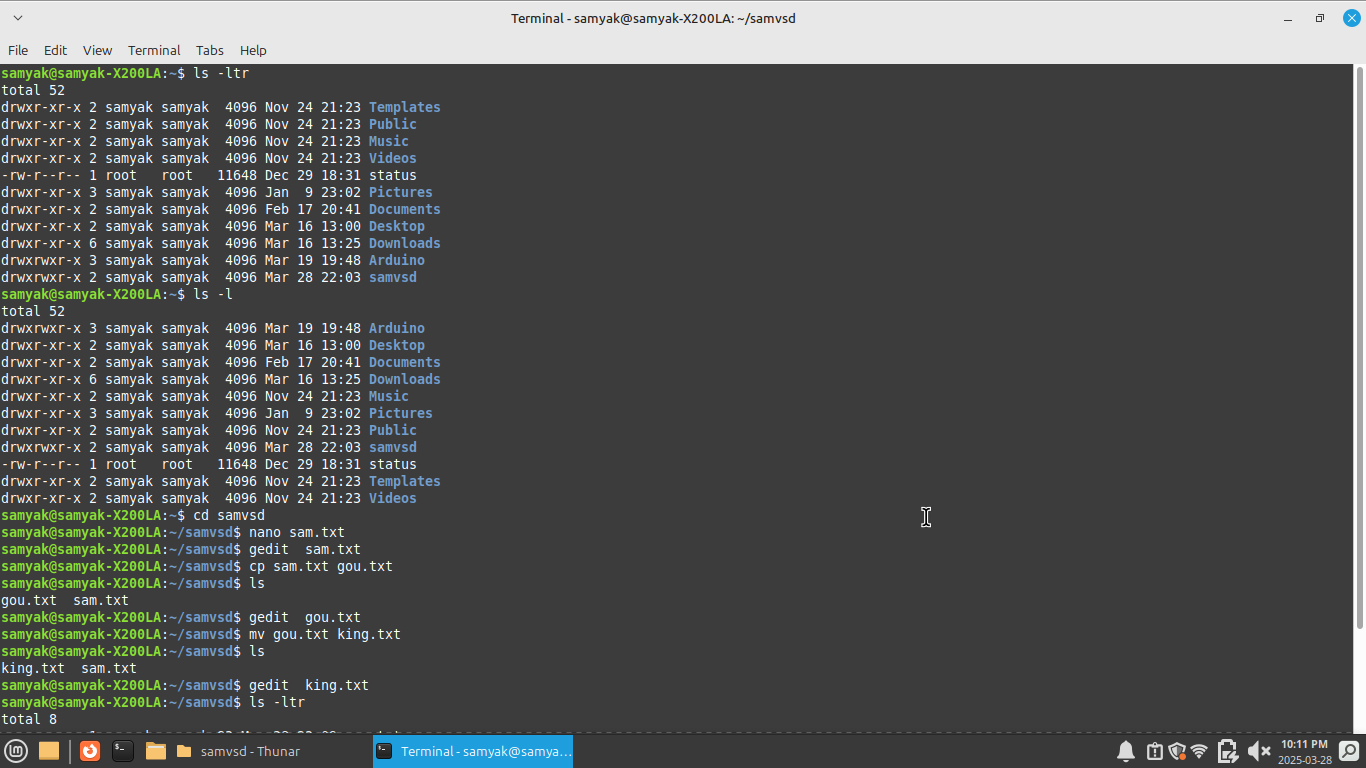 Terminal - samyak@samyak-X200LA: ~/samvsd
File Edit View Terminal Tabs Help
samyak@samyak-X200LA:~$ ls -ltr
total 52
drwxr-xr-x 2 samyak samyak  4096 Nov 24 21:23 Templates
drwxr-xr-x 2 samyak samyak  4096 Nov 24 21:23 Public
drwxr-xr-x 2 samyak samyak  4096 Nov 24 21:23 Music
drwxr-xr-x 2 samyak samyak  4096 Nov 24 21:23 Videos
-rw-r--r-- 1 root   root   11648 Dec 29 18:31 status
drwxr-xr-x 3 samyak samyak  4096 Jan  9 23:02 Pictures
drwxr-xr-x 2 samyak samyak  4096 Feb 17 20:41 Documents
drwxr-xr-x 2 samyak samyak  4096 Mar 16 13:00 Desktop
drwxr-xr-x 6 samyak samyak  4096 Mar 16 13:25 Downloads
drwxrwxr-x 3 samyak samyak  4096 Mar 19 19:48 Arduino
drwxrwxr-x 2 samyak samyak  4096 Mar 28 22:03 samvsd
samyak@samyak-X200LA:~$ ls -l
total 52
drwxrwxr-x 3 samyak samyak  4096 Mar 19 19:48 Arduino
drwxr-xr-x 2 samyak samyak  4096 Mar 16 13:00 Desktop
drwxr-xr-x 2 samyak samyak  4096 Feb 17 20:41 Documents
drwxr-xr-x 6 samyak samyak  4096 Mar 16 13:25 Downloads
drwxr-xr-x 2 samyak samyak  4096 Nov 24 21:23 Music
drwxr-xr-x 3 samyak samyak  4096 Jan  9 23:02 Pictures
drwxr-xr-x 2 samyak samyak  4096 Nov 24 21:23 Public
drwxrwxr-x 2 samyak samyak  4096 Mar 28 22:03 samvsd
-rw-r--r-- 1 root   root   11648 Dec 29 18:31 status
drwxr-xr-x 2 samyak samyak  4096 Nov 24 21:23 Templates
drwxr-xr-x 2 samyak samyak  4096 Nov 24 21:23 Videos
samyak@samyak-X200LA:~$ cd samvsd
samyak@samyak-X200LA:~/samvsd$ nano sam.txt
samyak@samyak-X200LA:~/samvsd$ gedit  sam.txt
samyak@samyak-X200LA:~/samvsd$ cp sam.txt gou.txt
samyak@samyak-X200LA:~/samvsd$ ls
gou.txt  sam.txt
samyak@samyak-X200LA:~/samvsd$ gedit  gou.txt
samyak@samyak-X200LA:~/samvsd$ mv gou.txt king.txt
samyak@samyak-X200LA:~/samvsd$ ls
king.txt  sam.txt
samyak@samyak-X200LA:~/samvsd$ gedit  king.txt
samyak@samyak-X200LA:~/samvsd$ ls -ltr
total 8
samvsd - Thunar
Terminal - samyak@samya...
10:11 PM
2025-03-28